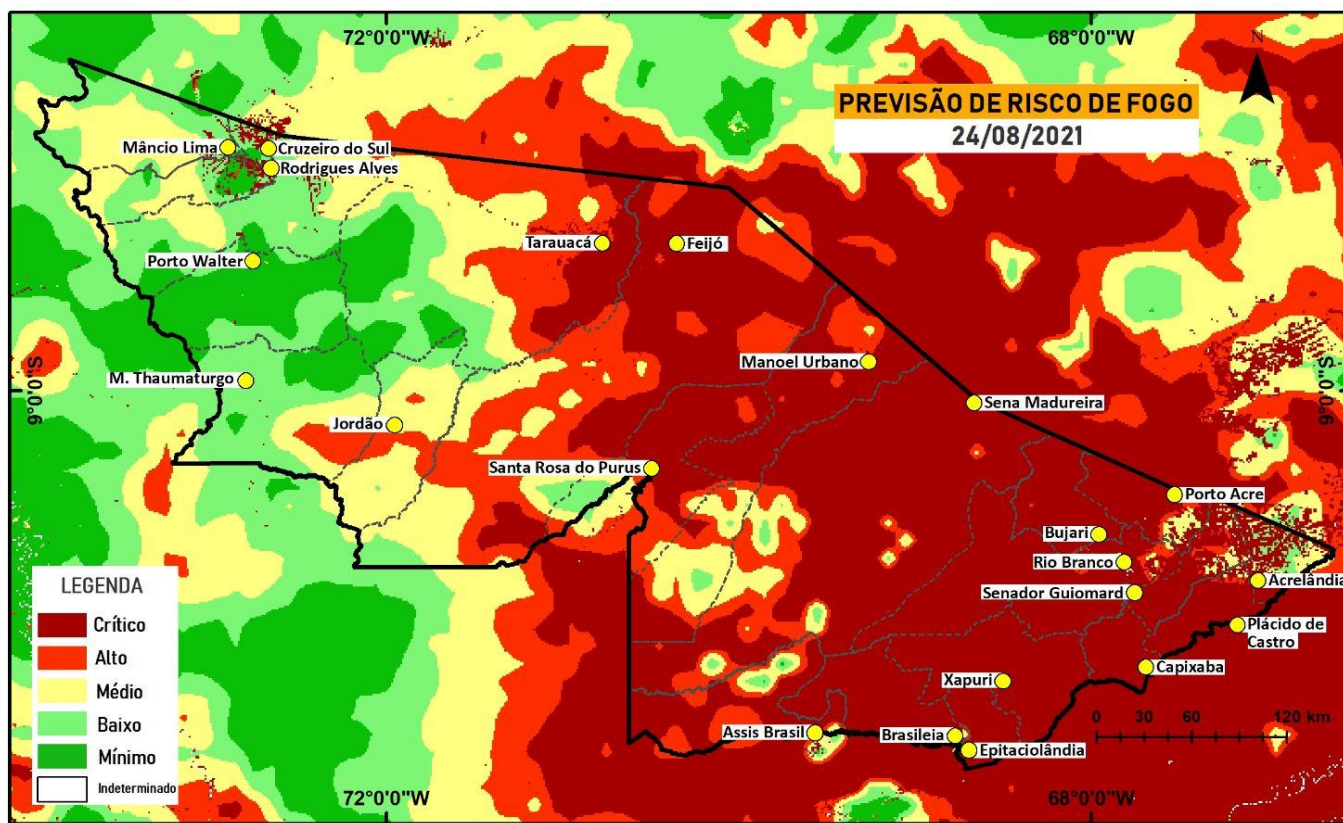 72°0'0"W
68°0'0"W
N
PREVISÃO DE RISCO DE FOGO
24/08/2021
Mâncio Lima
Cruzeiro do Sul
Rodrigues Alves
Tarauacá
Feijó
Porto Walter
Manoel Urbano
9°0'0"S
9°0'0"S
M. Thaumaturgo
Sena Madureira
Jordão
Santa Rosa do Purus
Porto Acre
Bujari
Rio Branco
Acrelândia
Senador Guiomard
Plácido de
Castro
Capixaba
Xapuri
Assis Brasil
Brasileia
Epitaciolândia
LEGENDA
Crítico
Alto
Médio
Baixo
Mínimo
Indeterminado
0 30 60 120 km
72°0'0"W
68°0'0"W